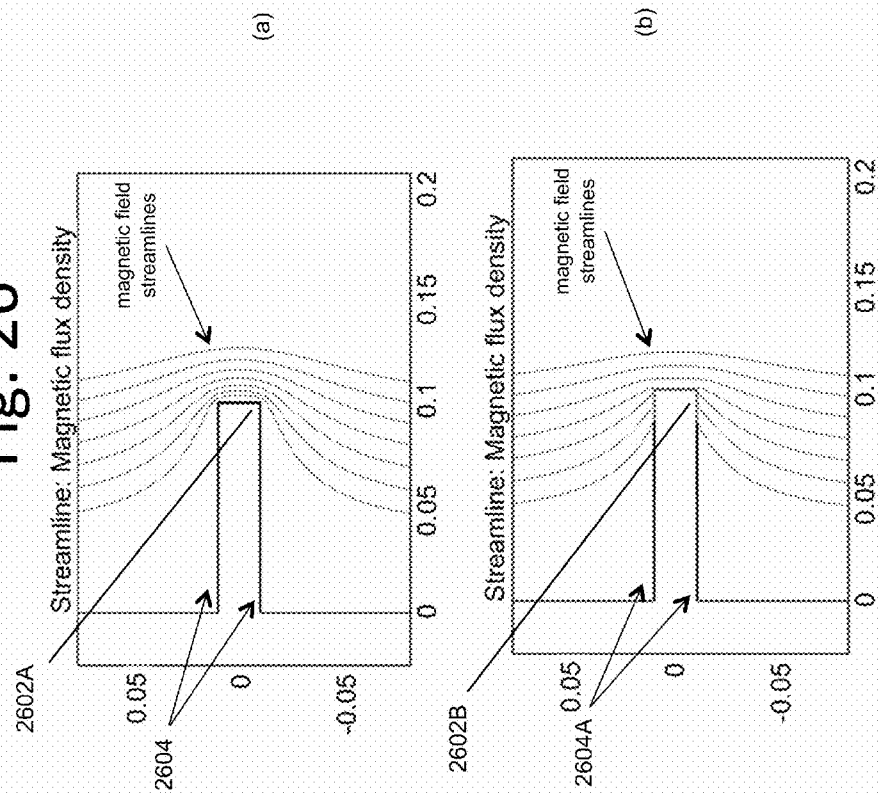 Fig. 26
Streamline: Magnetic flux density
magnetic field
streamlines
2602A
2604
0.05
0
-0.05
0
0.05
0.1
0.15
0.2
(a)
Streamline: Magnetic flux density
magnetic field
streamlines
2602B
2604A
0.05
0
-0.05
0
0.05
0.1
0.15
0.2
(b)